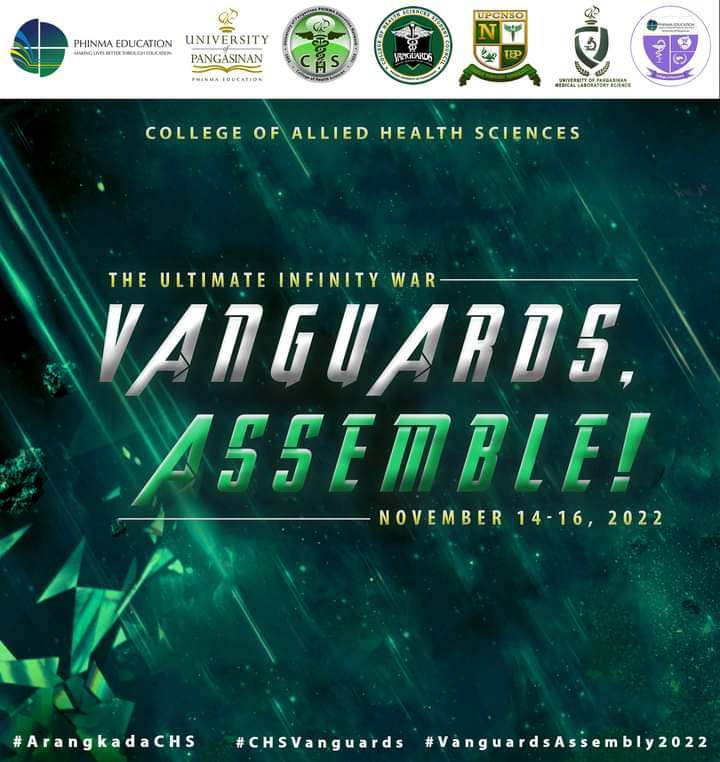 PHINMA EDUCATION
MAKING LIVES BETTER THROUGH EDUCATION
UNIVERSITY
of
PANGASINAN
PHINMA EDUCATION
CHS
VANGUARDS
UPCNSO
N
UP
UNIVERSITY OF PANGASINAN
MEDICAL LABORATORY SCIENCE
PHINMA EDUCATION
COLLEGE OF ALLIED HEALTH SCIENCES
THE ULTIMATE INFINITY WAR
VANGUARDS,
ASSEMBLE!
NOVEMBER 14-16, 2022
#ArangkadaCHS #CHSVanguards #VanguardsAssembly2022